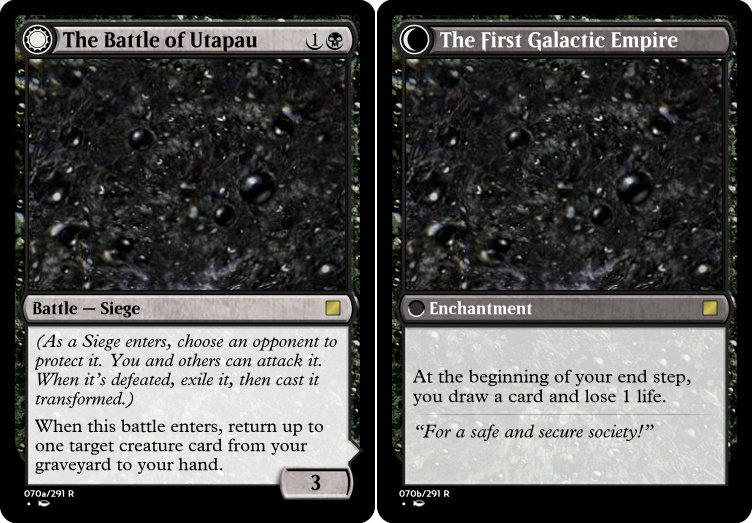 The Battle of Utapau
1
Battle — Siege
(As a Siege enters, choose an opponent to
protect it. You and others can attack it.
When it's defeated, exile it, then cast it
transformed.)
When this battle enters, return up to
one target creature card from your
graveyard to your hand.
3
070a/291 R
The First Galactic Empire
Enchantment
At the beginning of your end step,
you draw a card and lose 1 life.
“For a safe and secure society!”
070b/291 R